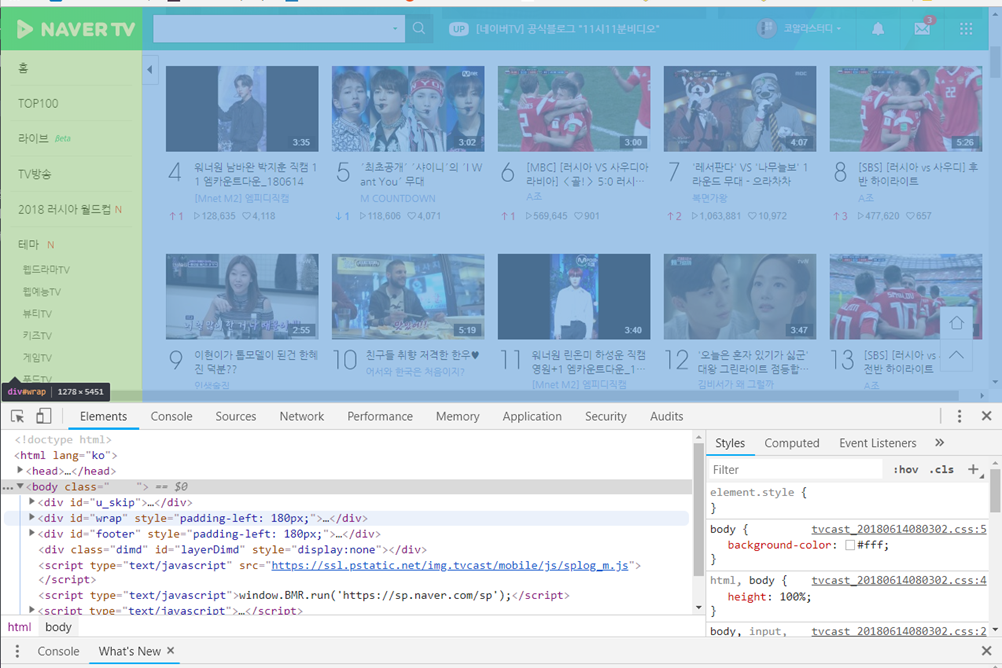 NAVER TV
UP [네이버TV] 공식블로그 "11시11분비디오"
코알라스터디
3
홈
TOP100
라이브 Beta
TV방송
2018 러시아 월드컵 N
테마 N
웹드라마TV
웹예능TV
뷰티TV
키즈TV
게임TV
푸드TV
3:35
3:02
3:00
4:07
5:26
4 워너원 남바완 박지훈 직캠 1
1 엠카운트다운_180614
[Mnet M2] 엠피디직캠
↑1 ▷128,635 ♡4,118
5 '최초공개' '샤이니'의 'I W
ant You' 무대
M COUNTDOWN
↓1 ▷118,606 ♡4,071
6 [MBC] [러시아 VS 사우디아
라비아] <골!> 5:0 러시…
A조
↑1 ▷569,645 ♡901
7 '레서판다' VS '나무늘보' 1
라운드 무대 - 으라차차
복면가왕
↑2 ▷1,063,881 ♡10,972
8 [SBS] [러시아 vs 사우디] 후
반 하이라이트
A조
↑3 ▷477,620 ♡657
2:55
5:19
3:40
3:47
9 이현이가 톱모델이 된건 한혜
진 덕분??
인생술집
10 친구들 취향 저격한 한우♥
어서와 한국은 처음이지?
11 워너원 린온미 하성운 직캠
영원+1 엠카운트다운_1…
[Mnet M2] 엠피디직캠
12 '오늘은 혼자 있기가 싫군'
대왕 그린라이트 점등합…
김비서가 왜 그럴까
13 [SBS] [러시아
전반 하이라이트
A조
div#wrap | 1278 × 5451
Elements Console Sources Network Performance Memory Application Security Audits
<!doctype html>
<html lang="ko">
<head>…</head>
<body class=" "> == $0
<div id="u_skip">…</div>
<div id="wrap" style="padding-left: 180px;">…</div>
<div id="footer" style="padding-left: 180px;">…</div>
<div class="dimd" id="layerDimd" style="display:none"></div>
<script type="text/javascript" src="https://ssl.pstatic.net/img.tvcast/mobile/js/splog_m.js">
</script>
<script type="text/javascript">window.BMR.run('https://sp.naver.com/sp');</script>
<script type="text/javascript">…</script>
html body
Styles Computed Event Listeners »
Filter :hov .cls +
element.style {
}
body { tvcast_20180614080302.css:5
background-color: #fff;
}
html, body { tvcast_20180614080302.css:4
height: 100%;
}
body, input, tvcast_20180614080302.css:2
Console What's New ×